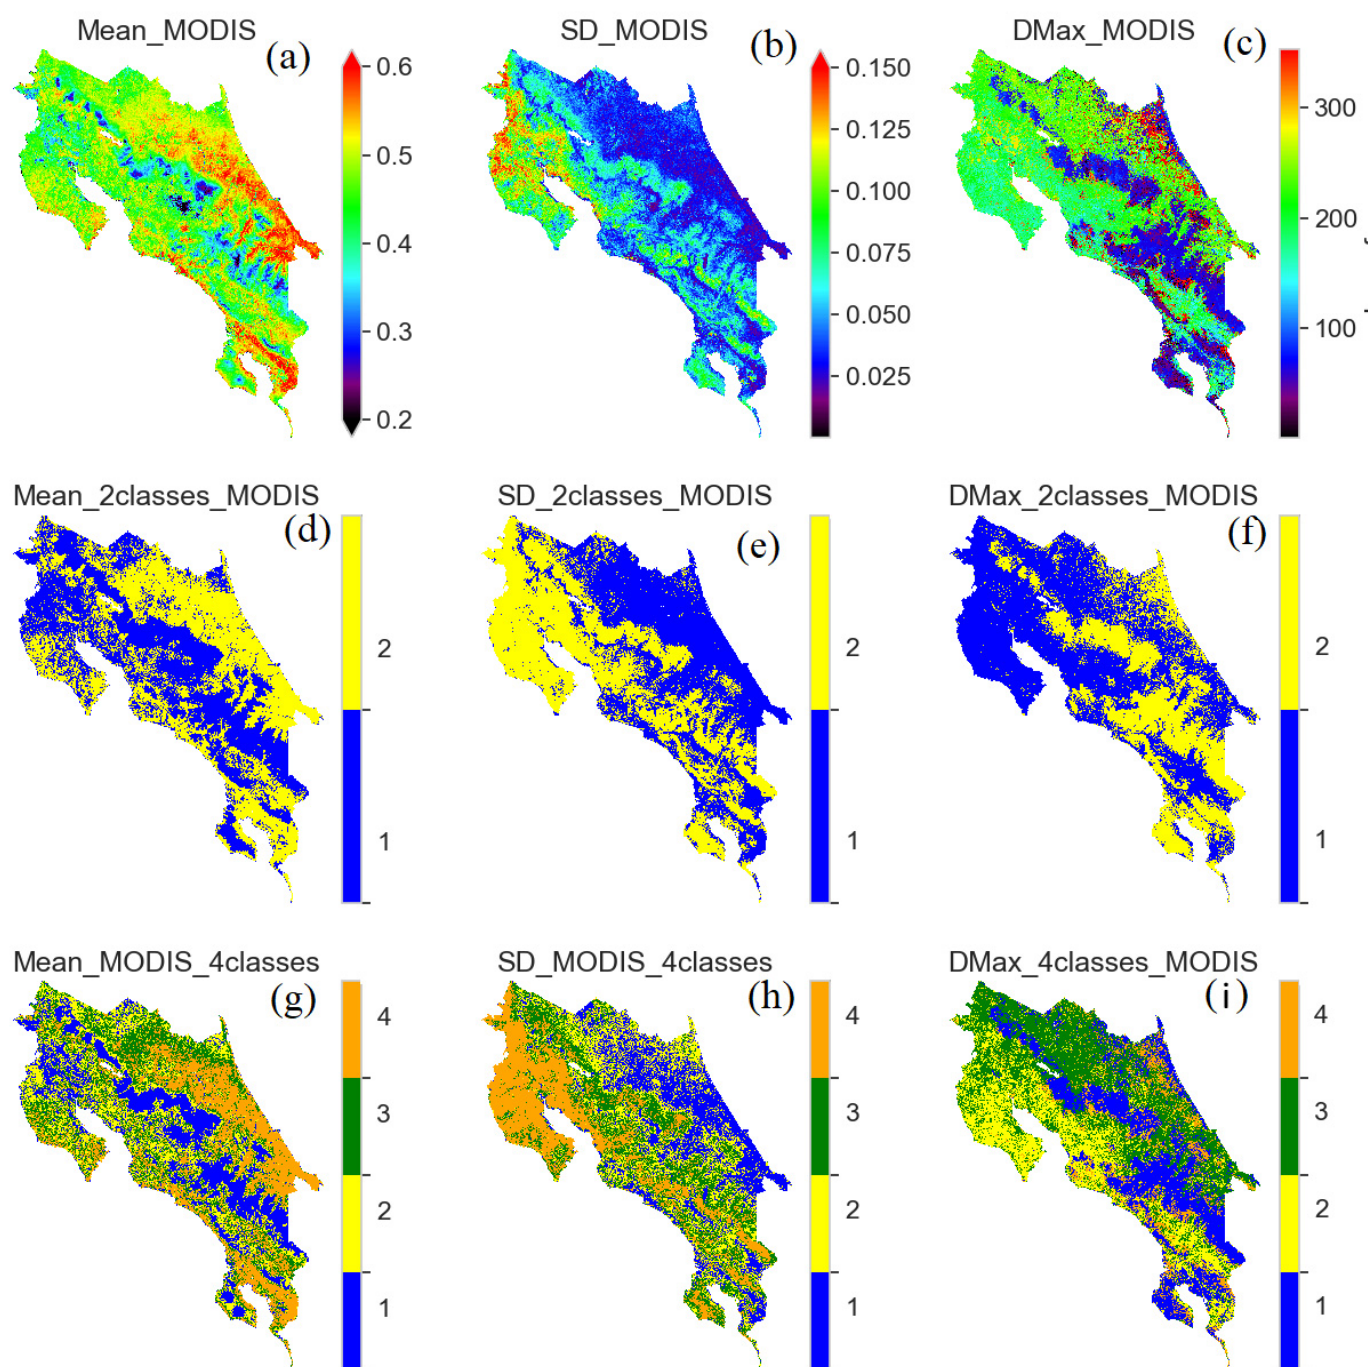 Mean_MODIS
(a)
0.6
0.5
0.4
0.3
0.2
SD_MODIS
(b)
0.150
0.125
0.100
0.075
0.050
0.025
DMax_MODIS
(c)
300
200
100
Mean_2classes_MODIS
(d)
2
1
SD_2classes_MODIS
(e)
2
1
DMax_2classes_MODIS
(f)
2
1
Mean_MODIS_4classes
(g)
4
3
2
1
SD_MODIS_4classes
(h)
4
3
2
1
DMax_4classes_MODIS
(i)
4
3
2
1